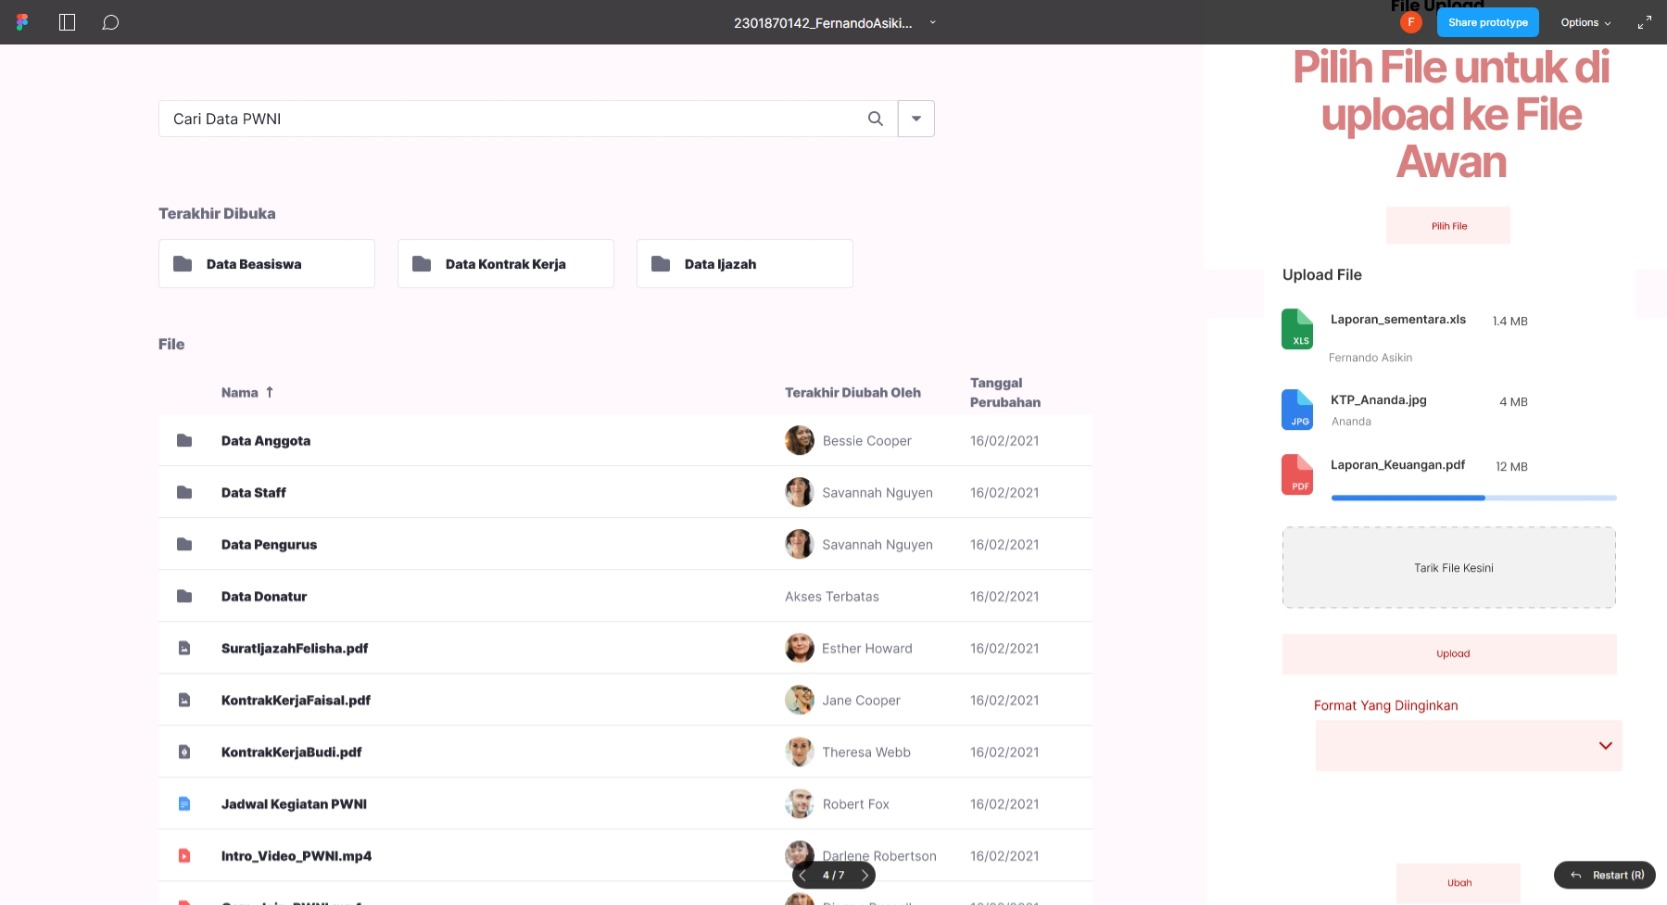 2301870142_FernandoAsiki...
File Upload
F
Share prototype
Options
Cari Data PWNI
Terakhir Dibuka
Data Beasiswa
Data Kontrak Kerja
Data Ijazah
File
Nama ↑
Terakhir Diubah Oleh
Tanggal
Perubahan
Data Anggota
Bessie Cooper
16/02/2021
Data Staff
Savannah Nguyen
16/02/2021
Data Pengurus
Savannah Nguyen
16/02/2021
Data Donatur
Akses Terbatas
16/02/2021
SuratIjazahFelisha.pdf
Esther Howard
16/02/2021
KontrakKerjaFaisal.pdf
Jane Cooper
16/02/2021
KontrakKerjaBudi.pdf
Theresa Webb
16/02/2021
Jadwal Kegiatan PWNI
Robert Fox
16/02/2021
Intro_Video_PWNI.mp4
Darlene Robertson
16/02/2021
4 / 7
Pilih File untuk di
upload ke File
Awan
Pilih File
Upload File
XLS
Laporan_sementara.xls
1.4 MB
Fernando Asikin
JPG
KTP_Ananda.jpg
4 MB
Ananda
PDF
Laporan_Keuangan.pdf
12 MB
Tarik File Kesini
Upload
Format Yang Diinginkan
Ubah
Restart (R)